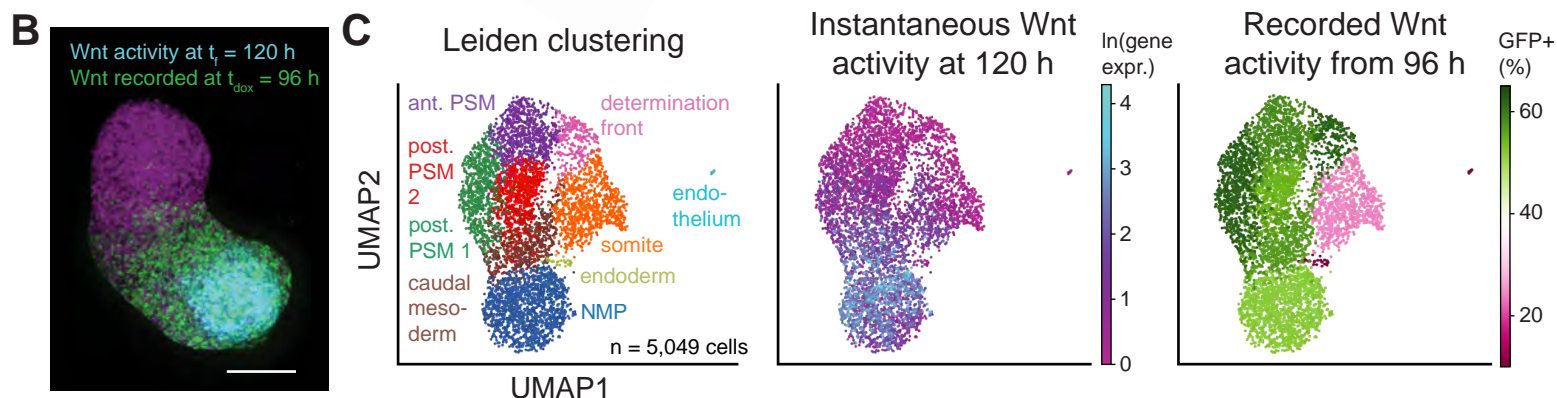 B
Wnt activity at t_f = 120 h
Wnt recorded at t_dox = 96 h
C
Leiden clustering
ant. PSM
determination
front
post.
PSM
2
post.
PSM 1
caudal
meso-
derm
endo-
thelium
somite
endoderm
NMP
n = 5,049 cells
UMAP2
UMAP1
Instantaneous Wnt
activity at 120 h
ln(gene
expr.)
4
3
2
1
0
Recorded Wnt
activity from 96 h
GFP+
(%)
60
40
20